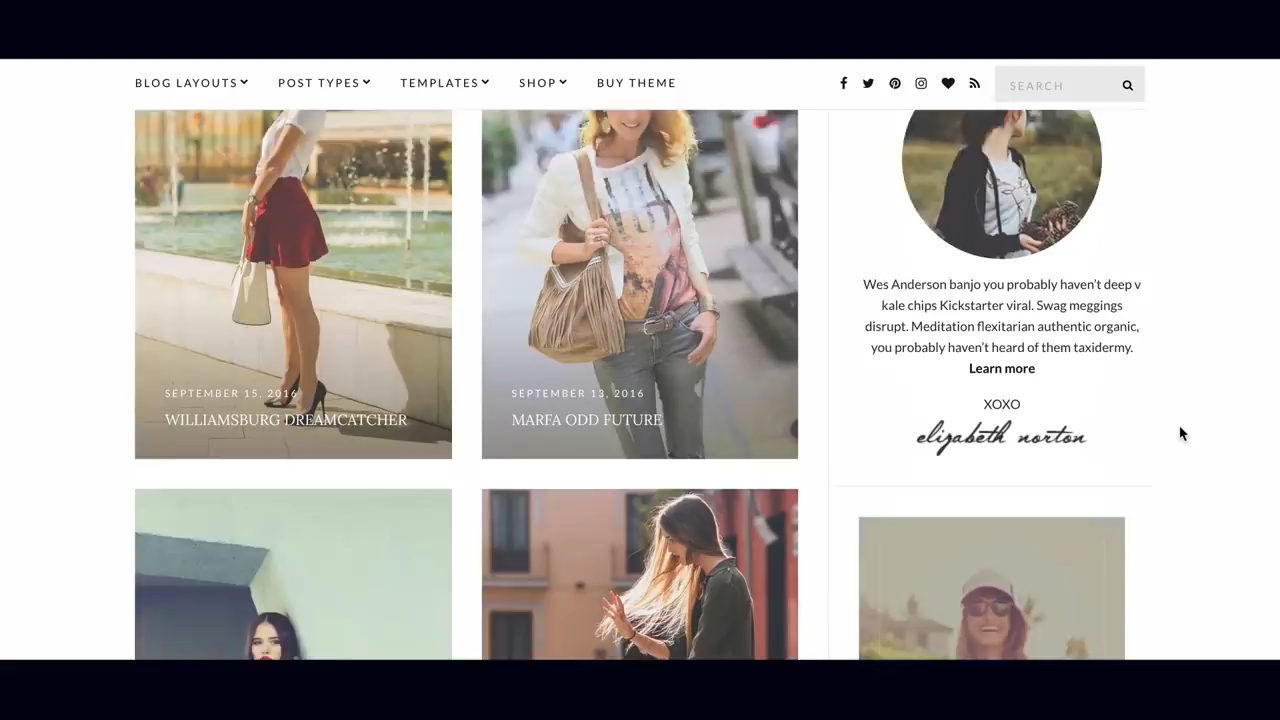 BLOG LAYOUTS
POST TYPES
TEMPLATES
SHOP
BUY THEME
SEARCH
SEPTEMBER 15, 2016
WILLIAMSBURG DREAMCATCHER
SEPTEMBER 13, 2016
MARFA ODD FUTURE
Wes Anderson banjo you probably haven't deep v
kale chips Kickstarter viral. Swag meggings
disrupt. Meditation flexitarian authentic organic,
you probably haven't heard of them taxidermy.
Learn more
XOXO
elizabeth norton